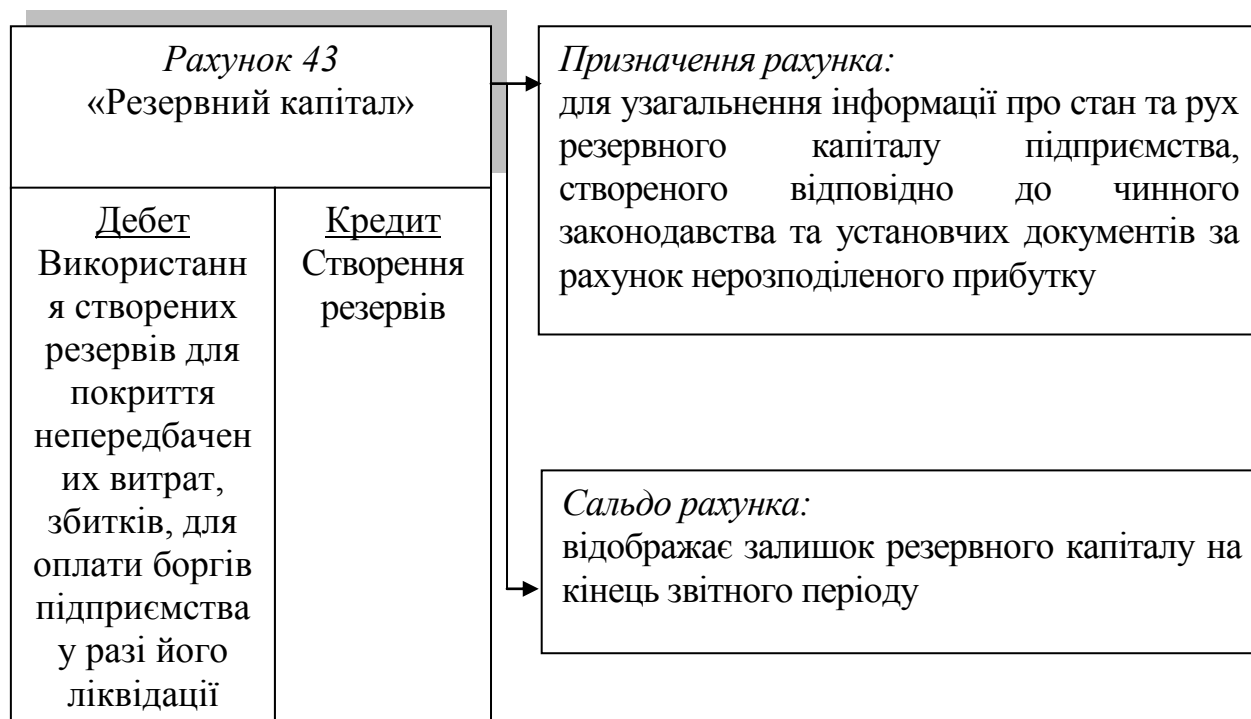 Рахунок 43
«Резервний капітал»
Дебет
Використанн
я створених
резервів для
покриття
непередбачен
их витрат,
збитків, для
оплати боргів
підприємства
у разі його
ліквідації
Кредит
Створення
резервів
Призначення рахунка:
для узагальнення інформації про стан та рух
резервного капіталу підприємства,
створеного відповідно до чинного
законодавства та установчих документів за
рахунок нерозподіленого прибутку
Сальдо рахунка:
відображає залишок резервного капіталу на
кінець звітного періоду